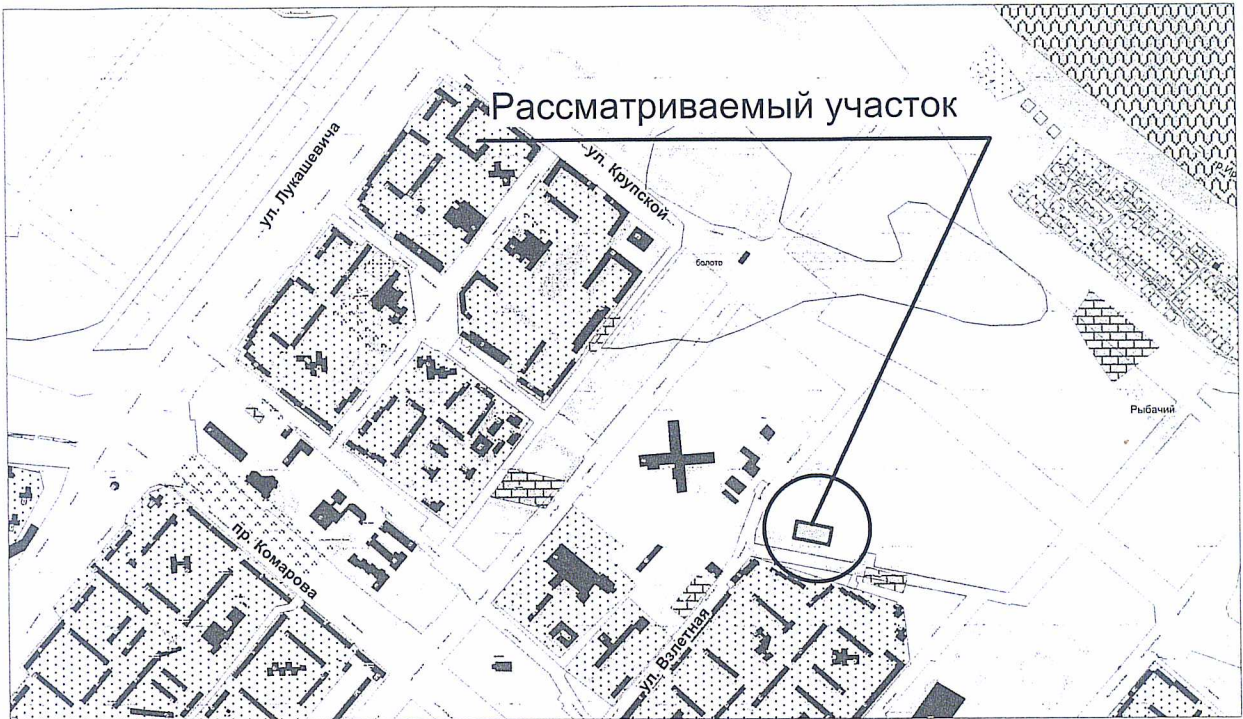 Рассматриваемый участок
ул. Лукашевича
ул. Крупской
болото
Рыбачий
пр. Комарова
ул. Взлетная